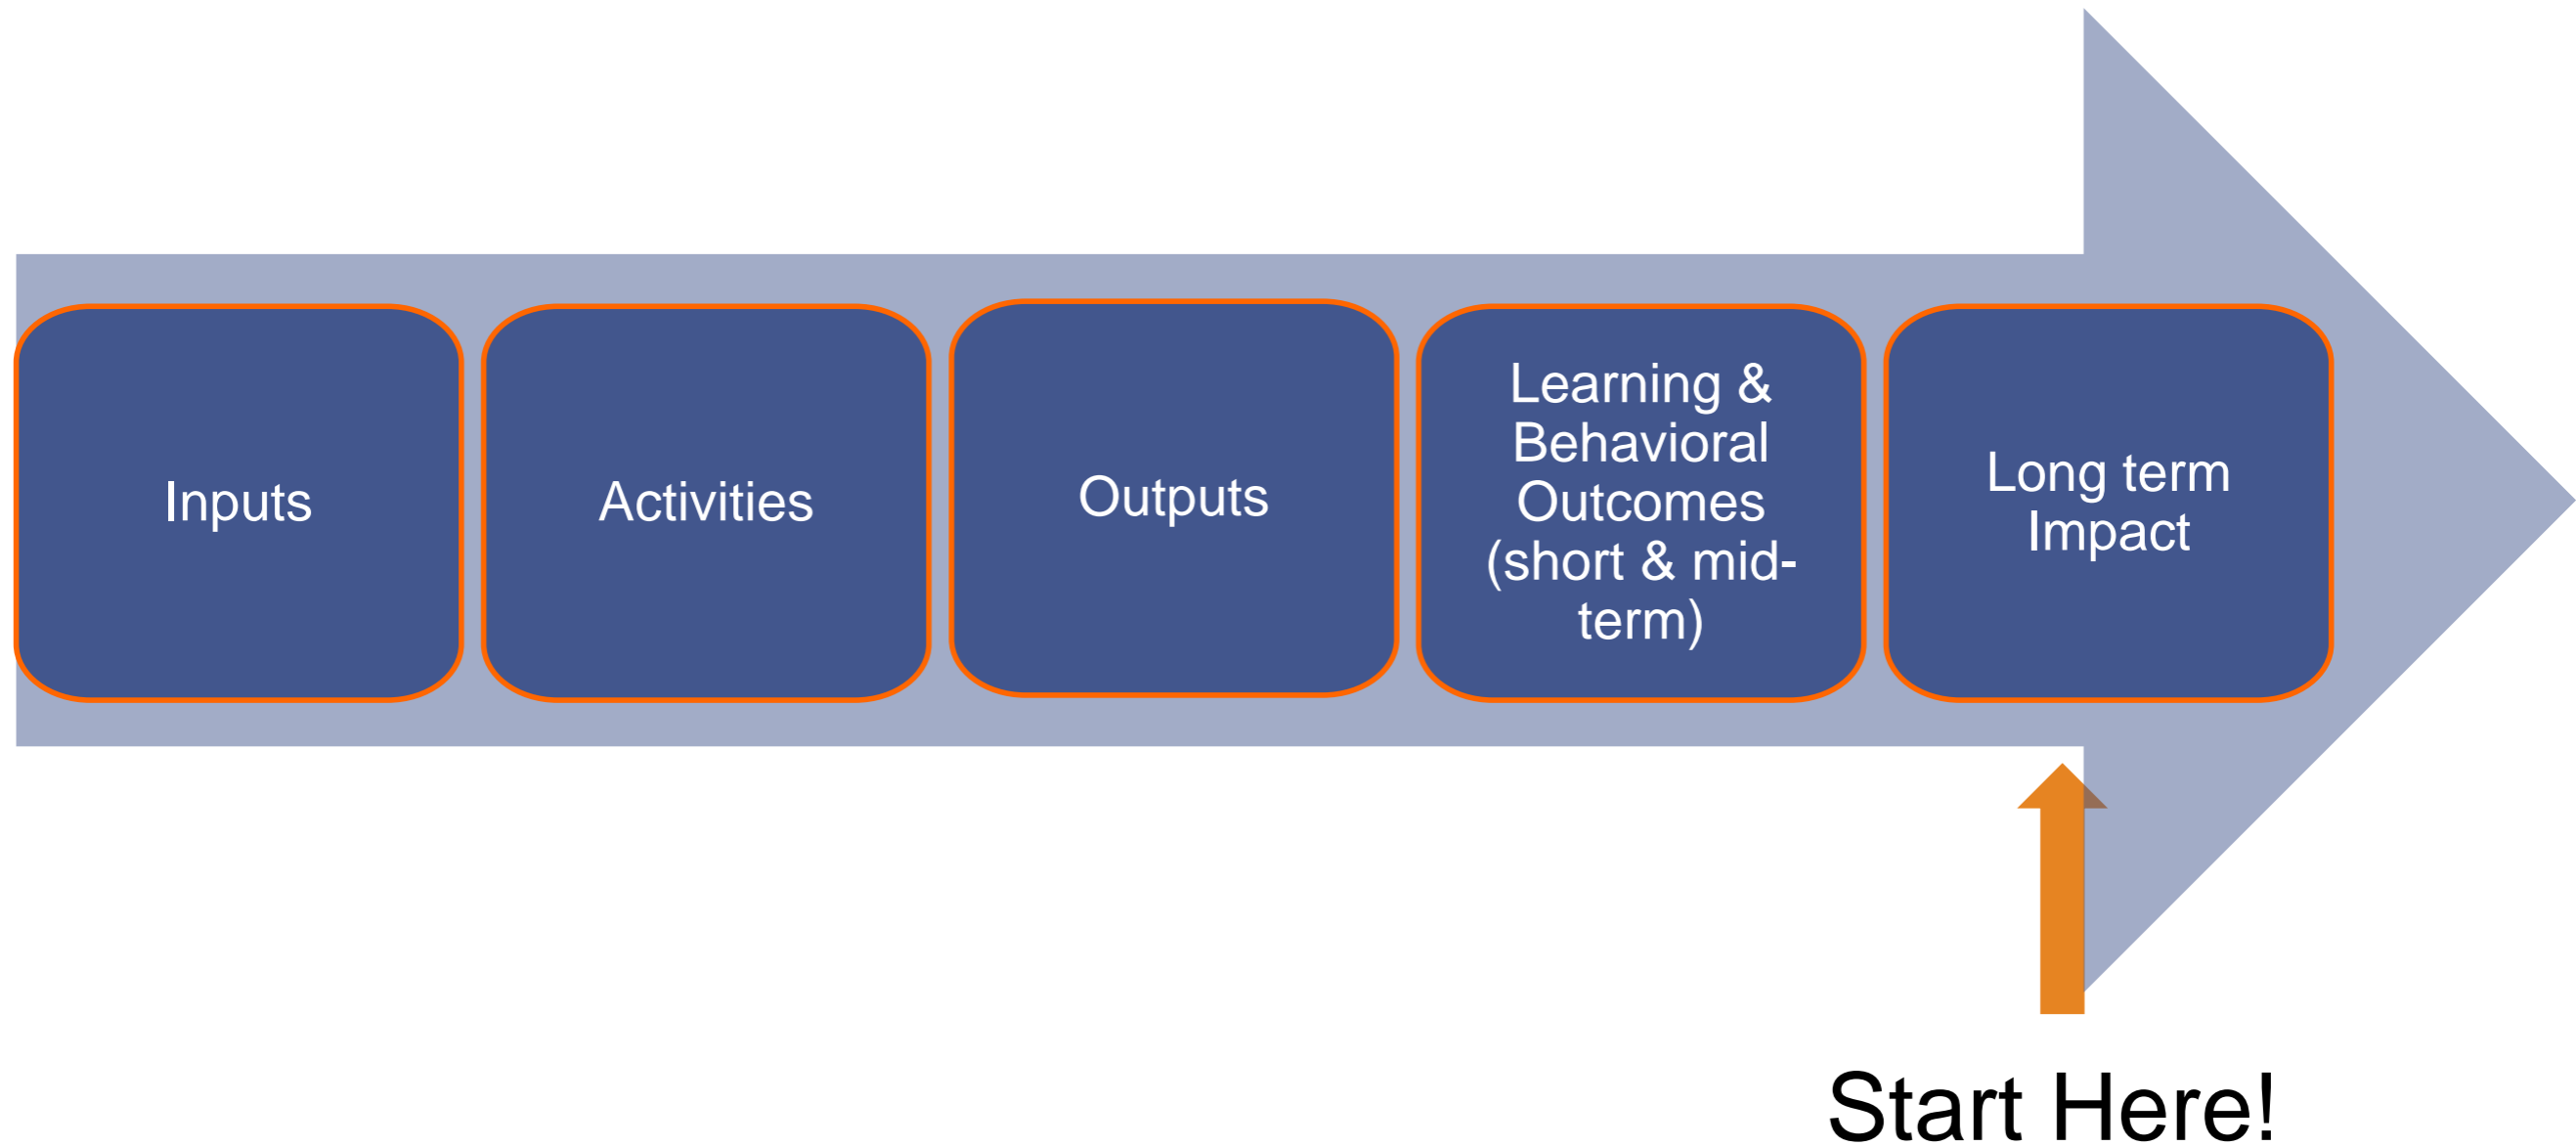 Inputs
Activities
Outputs
Learning &
Behavioral
Outcomes
(short & mid-
term)
Long term
Impact
Start Here!